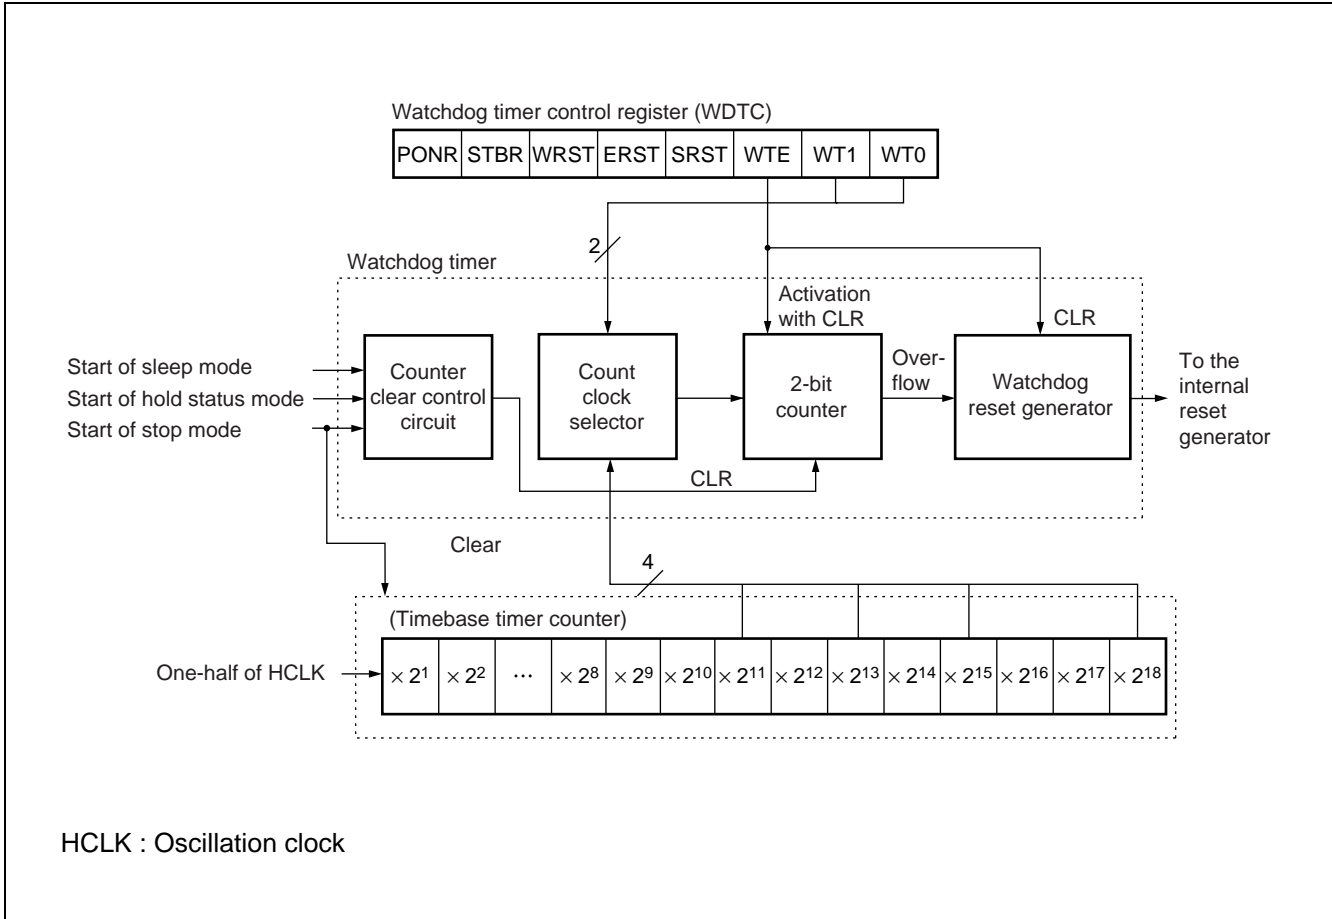 Watchdog timer control register (WDTC)
PONR STBR WRST ERST SRST WTE WT1 WT0
2
Watchdog timer
Activation
with CLR
CLR
Start of sleep mode
Start of hold status mode
Start of stop mode
Counter
clear control
circuit
Count
clock
selector
2-bit
counter
Over-
flow
Watchdog
reset generator
To the
internal
reset
generator
CLR
Clear
4
(Timebase timer counter)
One-half of HCLK
× 2¹ × 2² ··· × 2⁸ × 2⁹ × 2¹⁰ × 2¹¹ × 2¹² × 2¹³ × 2¹⁴ × 2¹⁵ × 2¹⁶ × 2¹⁷ × 2¹⁸
HCLK : Oscillation clock